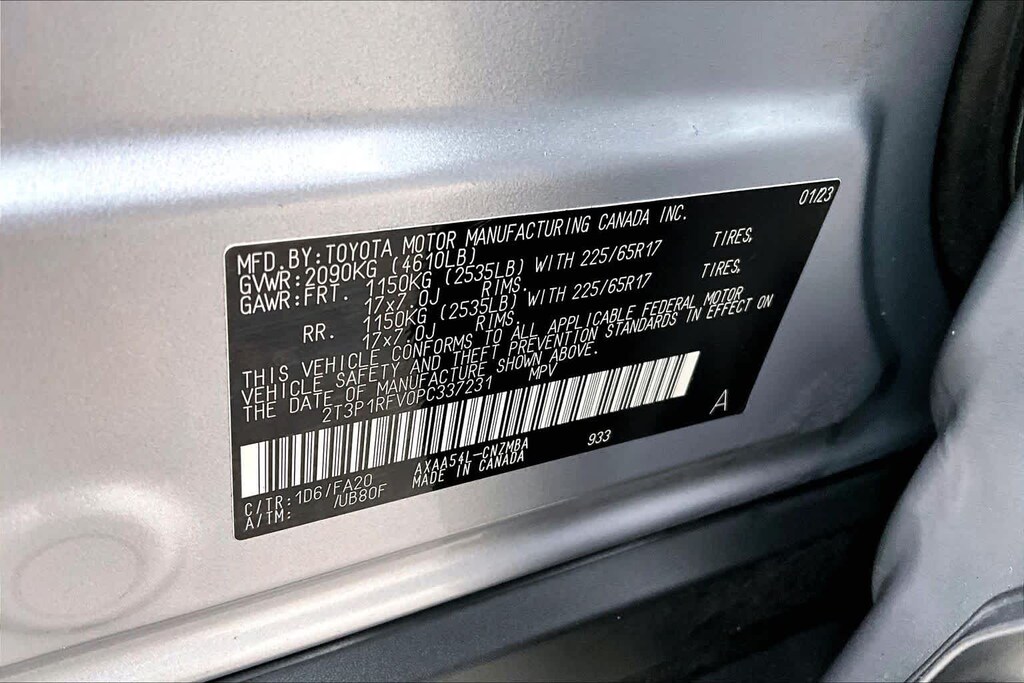 01/23
MFD. BY: TOYOTA MOTOR MANUFACTURING CANADA INC.
GVWR: 2090KG (4610LB)
GAWR: FRT. 1150KG (2535LB) WITH 225/65R17 TIRES,
17x7.0J RIMS.
RR. 1150KG (2535LB) WITH 225/65R17 TIRES,
17x7.0J RIMS.
THIS VEHICLE CONFORMS TO ALL APPLICABLE FEDERAL MOTOR
VEHICLE SAFETY AND THEFT PREVENTION STANDARDS IN EFFECT ON
THE DATE OF MANUFACTURE SHOWN ABOVE.
2T3P1RFV0PC337231 MPV
A
AXAA54L-CNZMBA 933
MADE IN CANADA
C/TR: 1D6/FA20
A/TM: /UB80F